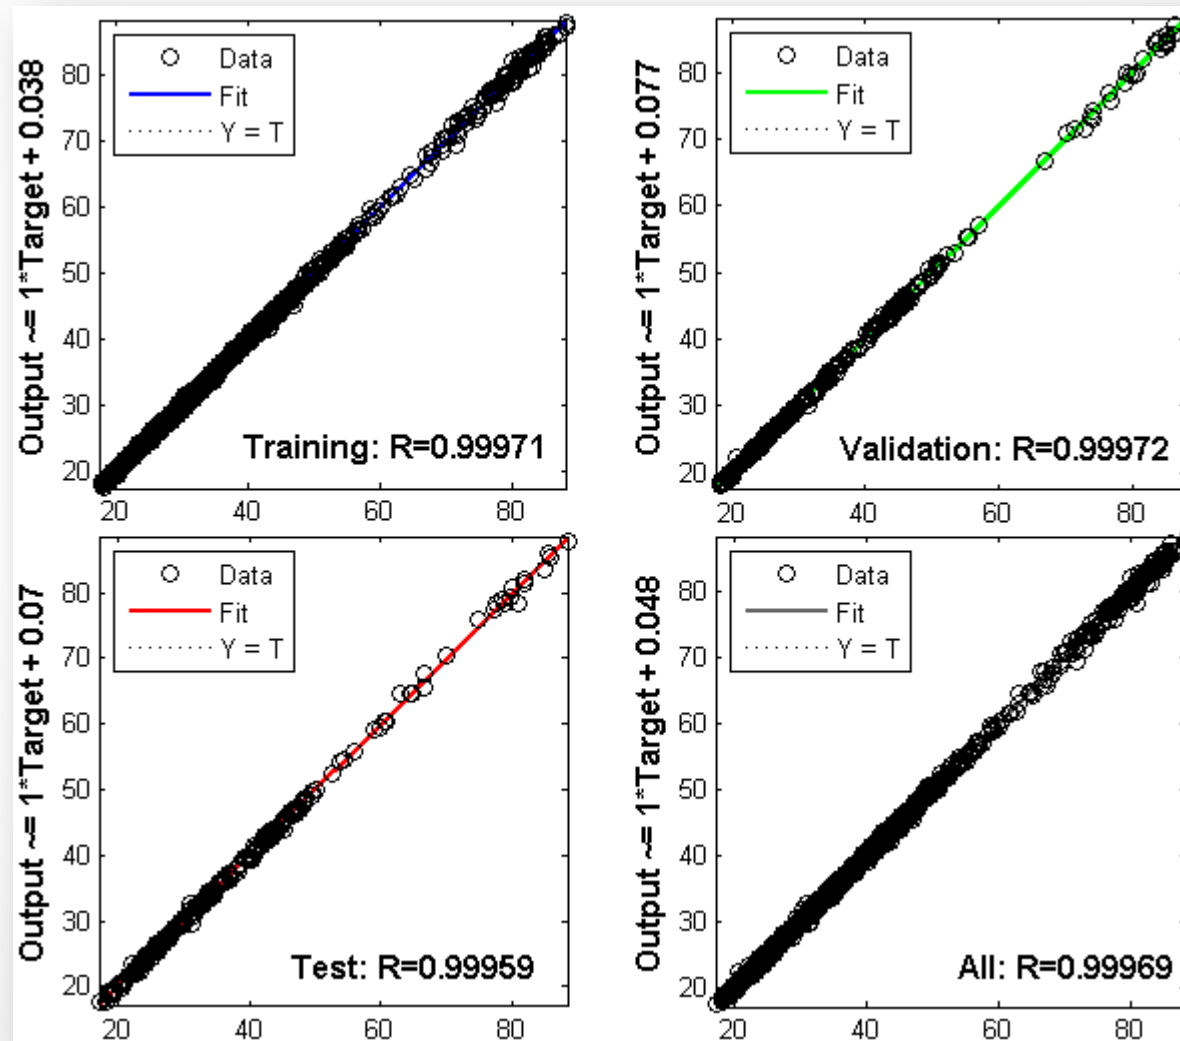 Output ~= 1*Target + 0.038
Data
Fit
Y = T
80
70
60
50
40
30
20
Training: R=0.99971
20 40 60 80
Output ~= 1*Target + 0.077
Data
Fit
Y = T
80
70
60
50
40
30
20
Validation: R=0.99972
20 40 60 80
Output ~= 1*Target + 0.07
Data
Fit
Y = T
80
70
60
50
40
30
20
Test: R=0.99959
20 40 60 80
Output ~= 1*Target + 0.048
Data
Fit
Y = T
80
70
60
50
40
30
20
All: R=0.99969
20 40 60 80